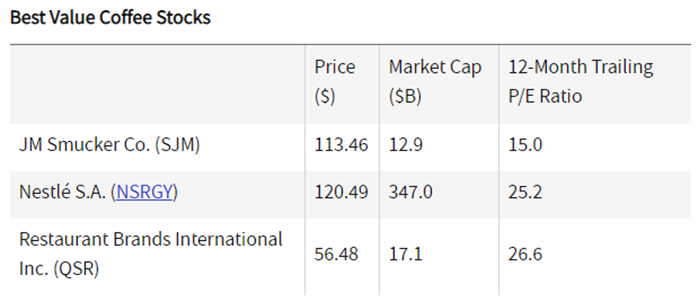 Best Value Coffee Stocks
Price ($) Market Cap ($B) 12-Month Trailing P/E Ratio
JM Smucker Co. (SJM) 113.46 12.9 15.0
Nestlé S.A. (NSRGY) 120.49 347.0 25.2
Restaurant Brands International Inc. (QSR) 56.48 17.1 26.6